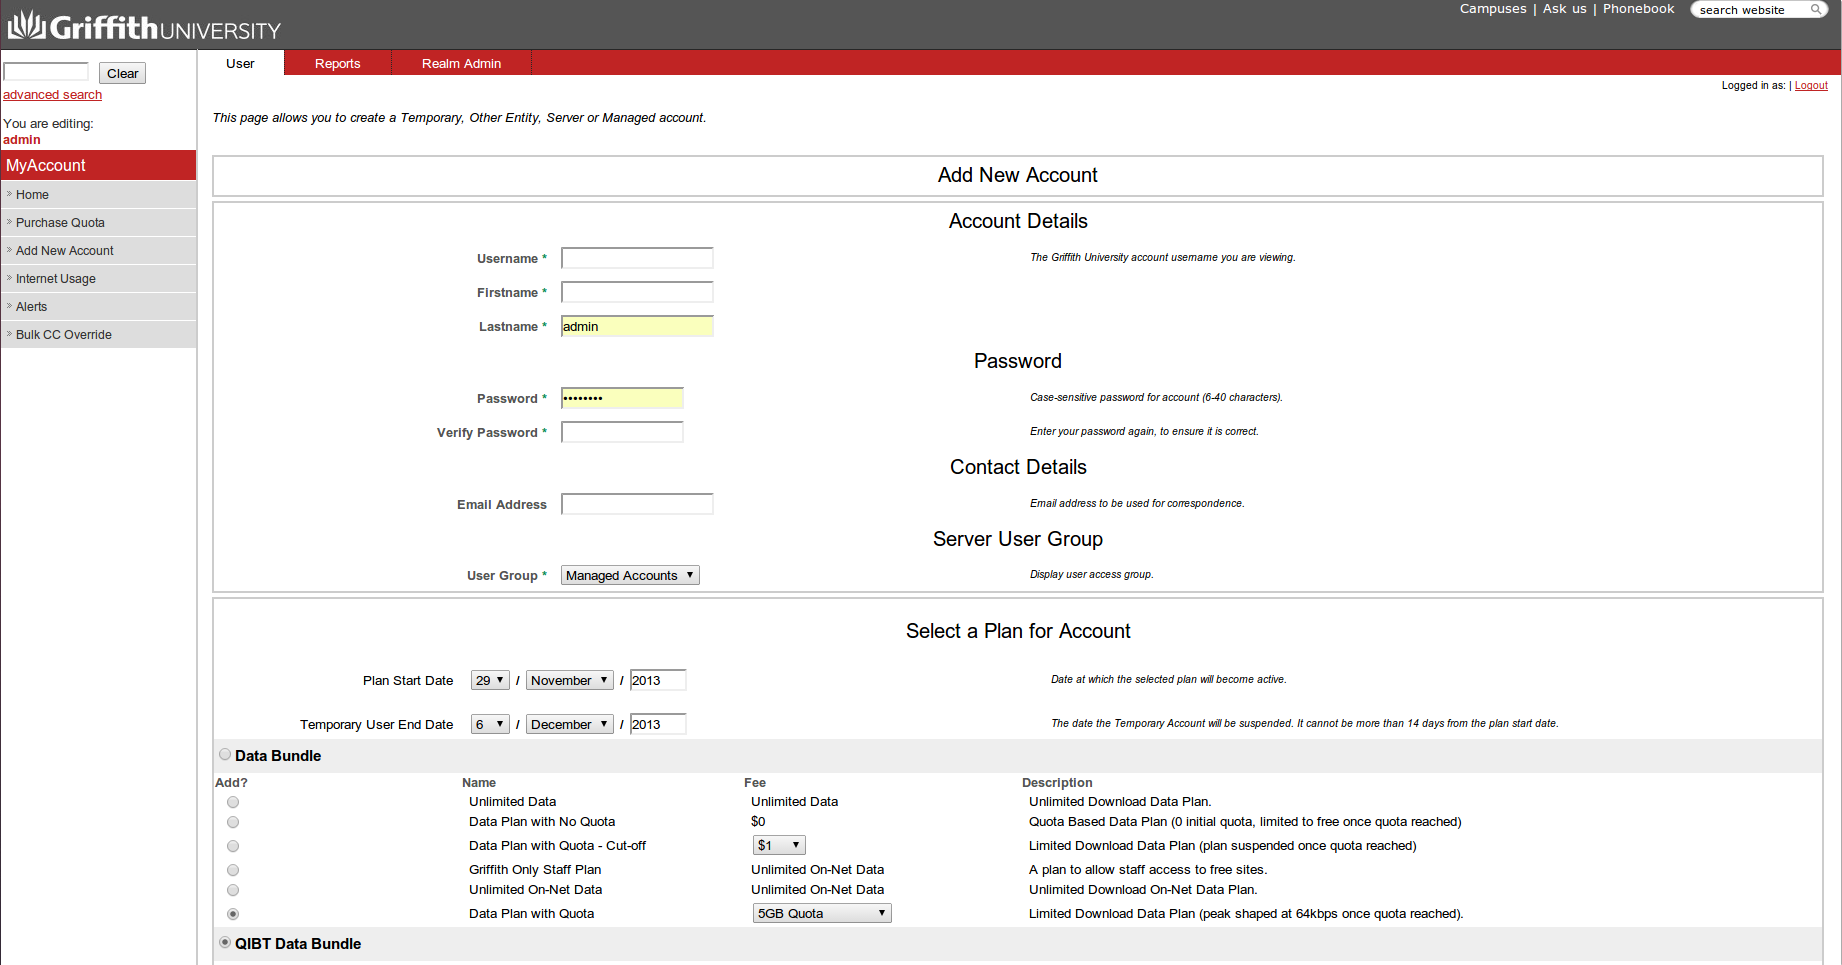 Griffith UNIVERSITY
Campuses | Ask us | Phonebook
search website
Clear
advanced search
You are editing:
admin
MyAccount
» Home
» Purchase Quota
» Add New Account
» Internet Usage
» Alerts
» Bulk CC Override
User Reports Realm Admin
Logged in as: | Logout
This page allows you to create a Temporary, Other Entity, Server or Managed account.
Add New Account
Account Details
Username * The Griffith University account username you are viewing.
Firstname *
Lastname * admin
Password
Password * •••••••• Case-sensitive password for account (6-40 characters).
Verify Password * Enter your password again, to ensure it is correct.
Contact Details
Email Address Email address to be used for correspondence.
Server User Group
User Group * Managed Accounts Display user access group.
Select a Plan for Account
Plan Start Date 29 / November / 2013 Date at which the selected plan will become active.
Temporary User End Date 6 / December / 2013 The date the Temporary Account will be suspended. It cannot be more than 14 days from the plan start date.
Data Bundle
Add? Name Fee Description
Unlimited Data Unlimited Data Unlimited Download Data Plan.
Data Plan with No Quota $0 Quota Based Data Plan (0 initial quota, limited to free once quota reached)
Data Plan with Quota - Cut-off $1 Limited Download Data Plan (plan suspended once quota reached)
Griffith Only Staff Plan Unlimited On-Net Data A plan to allow staff access to free sites.
Unlimited On-Net Data Unlimited On-Net Data Unlimited Download On-Net Data Plan.
Data Plan with Quota 5GB Quota Limited Download Data Plan (peak shaped at 64kbps once quota reached).
QIBT Data Bundle